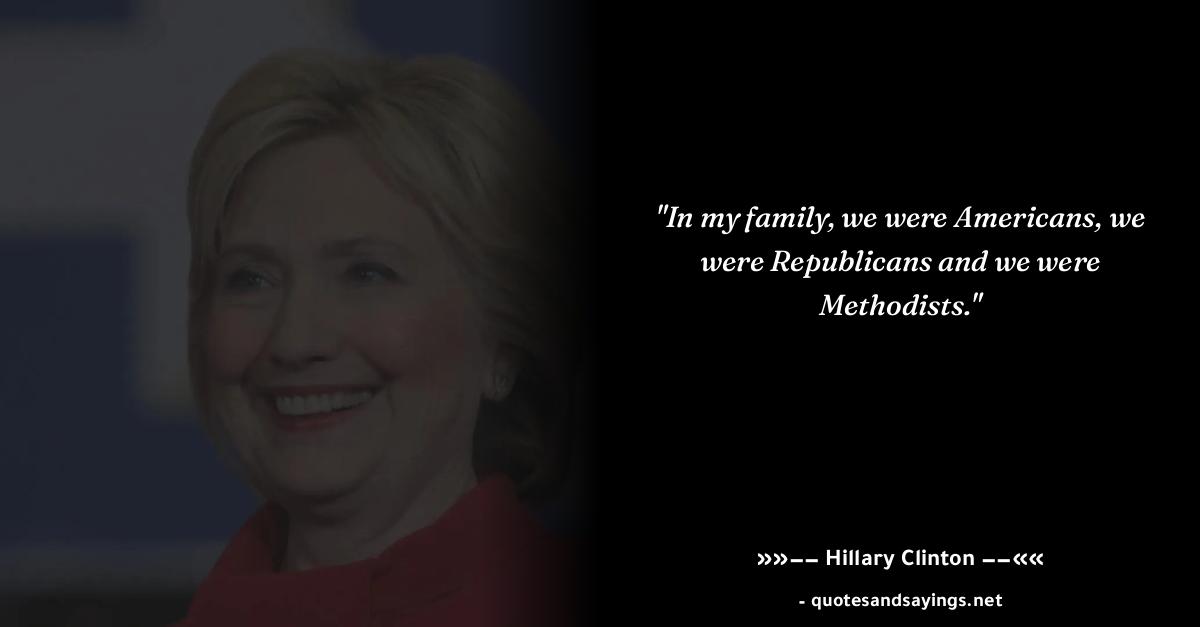 "In my family, we were Americans, we
were Republicans and we were
Methodists."
»»–– Hillary Clinton ––««
- quotesandsayings.net